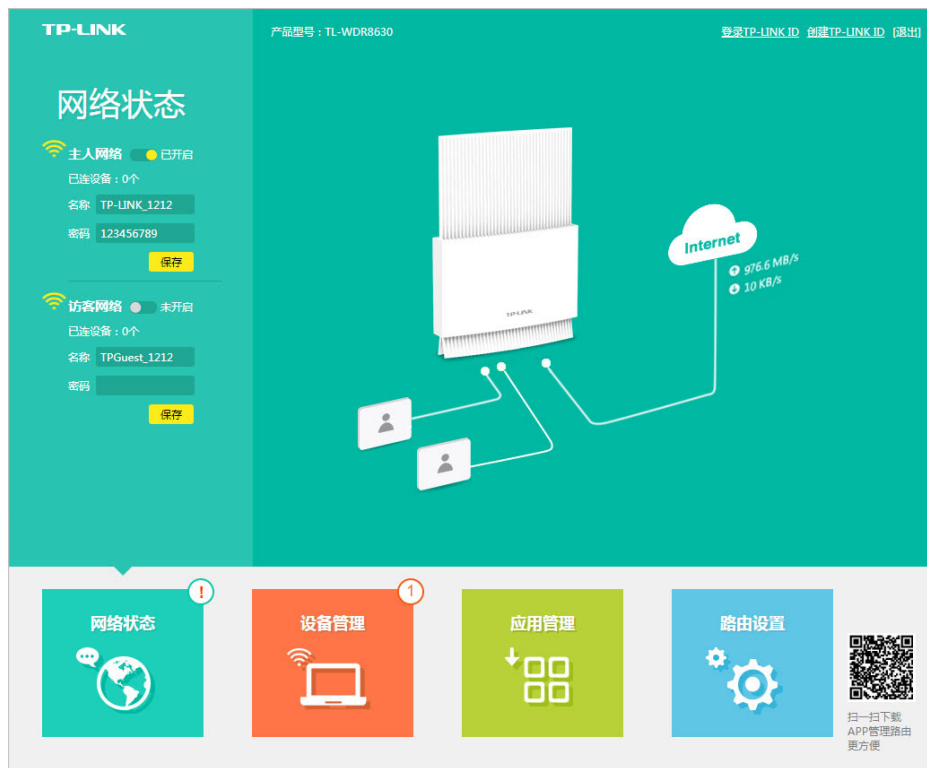 TP-LINK
产品型号：TL-WDR8630
登录TP-LINK ID 创建TP-LINK ID [退出]
网络状态
主人网络 已开启
已连设备：0个
名称 TP-LINK_1212
密码 123456789
保存
访客网络 未开启
已连设备：0个
名称 TPGuest_1212
密码
保存
TP-LINK
Internet
976.6 MB/s
10 KB/s
!
网络状态
1
设备管理
应用管理
路由设置
扫一扫下载
APP管理路由
更方便